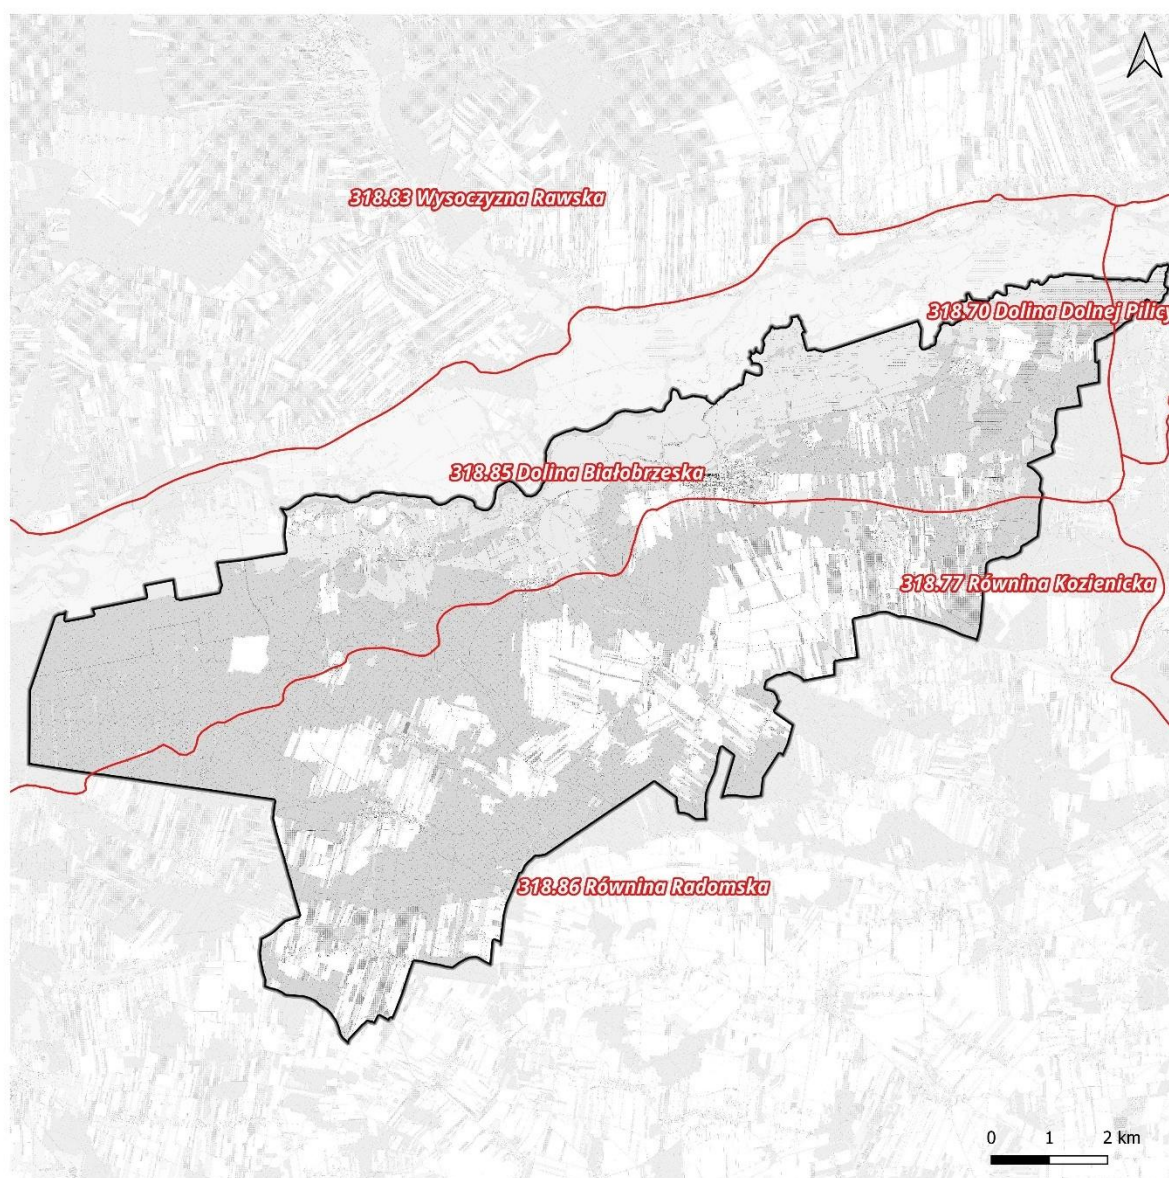 318.83 Wysoczyzna Rawska
318.70 Dolina Dolnej Pilicy
318.85 Dolina Białobrzeska
318.77 Równina Kozienicka
318.86 Równina Radomska
0 1 2 km